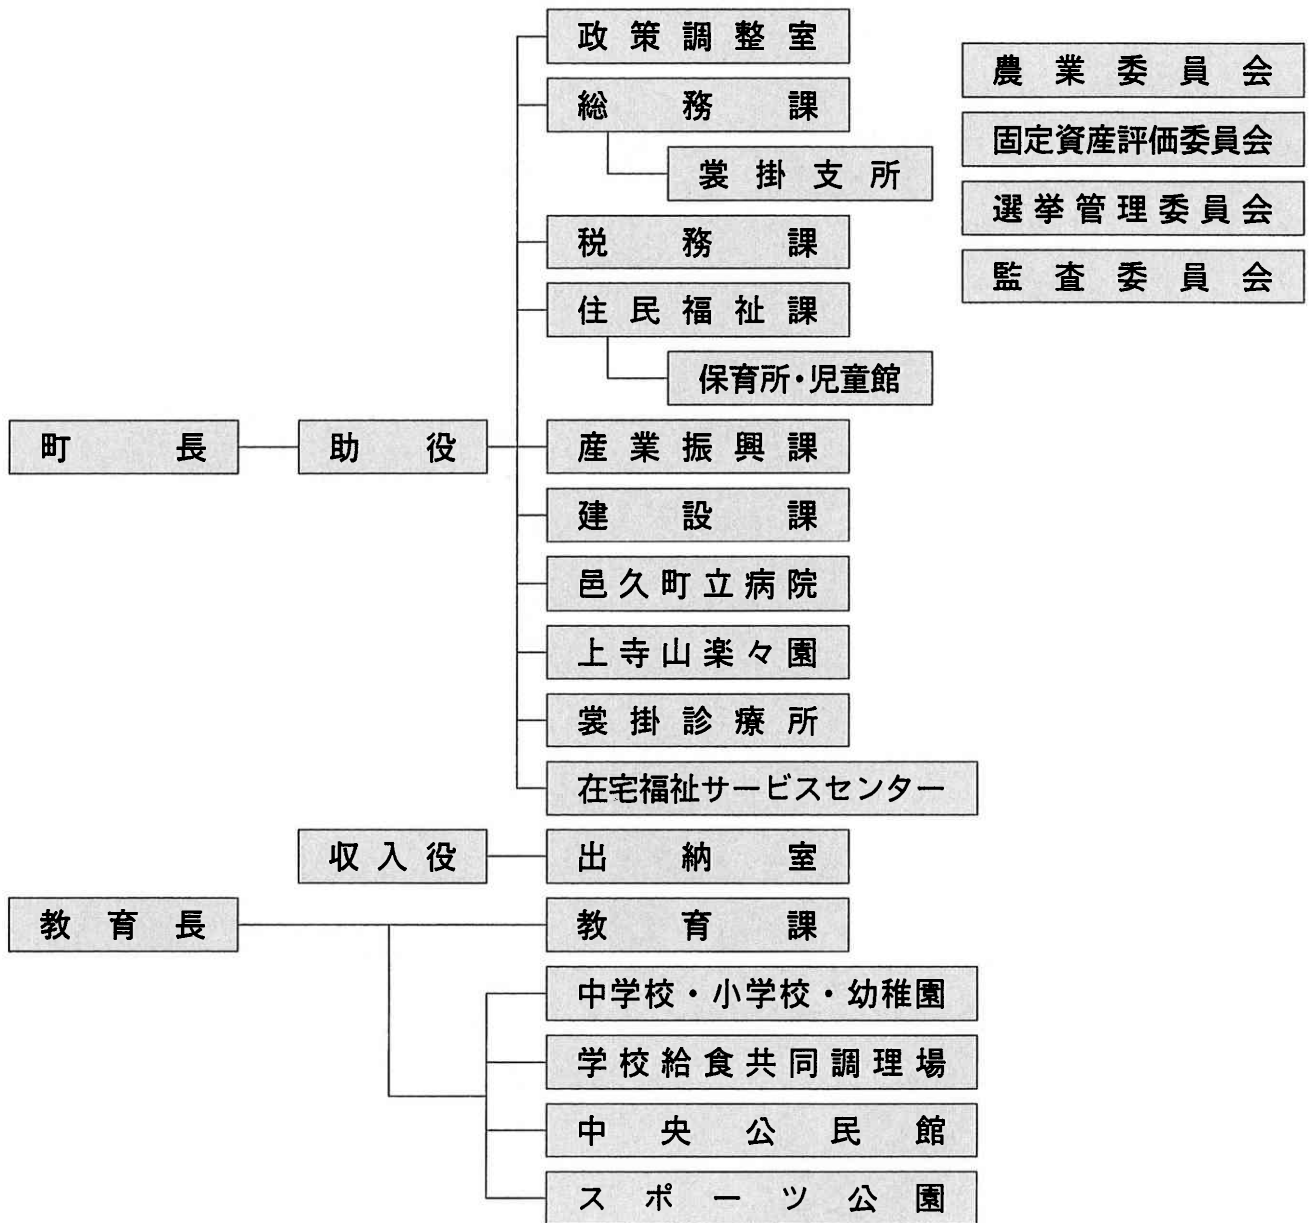 政策調整室
総務課
裳掛支所
税務課
住民福祉課
保育所・児童館
町長
助役
産業振興課
建設課
邑久町立病院
上寺山楽々園
裳掛診療所
在宅福祉サービスセンター
収入役
出納室
教育長
教育課
中学校・小学校・幼稚園
学校給食共同調理場
中央公民館
スポーツ公園
農業委員会
固定資産評価委員会
選挙管理委員会
監査委員会